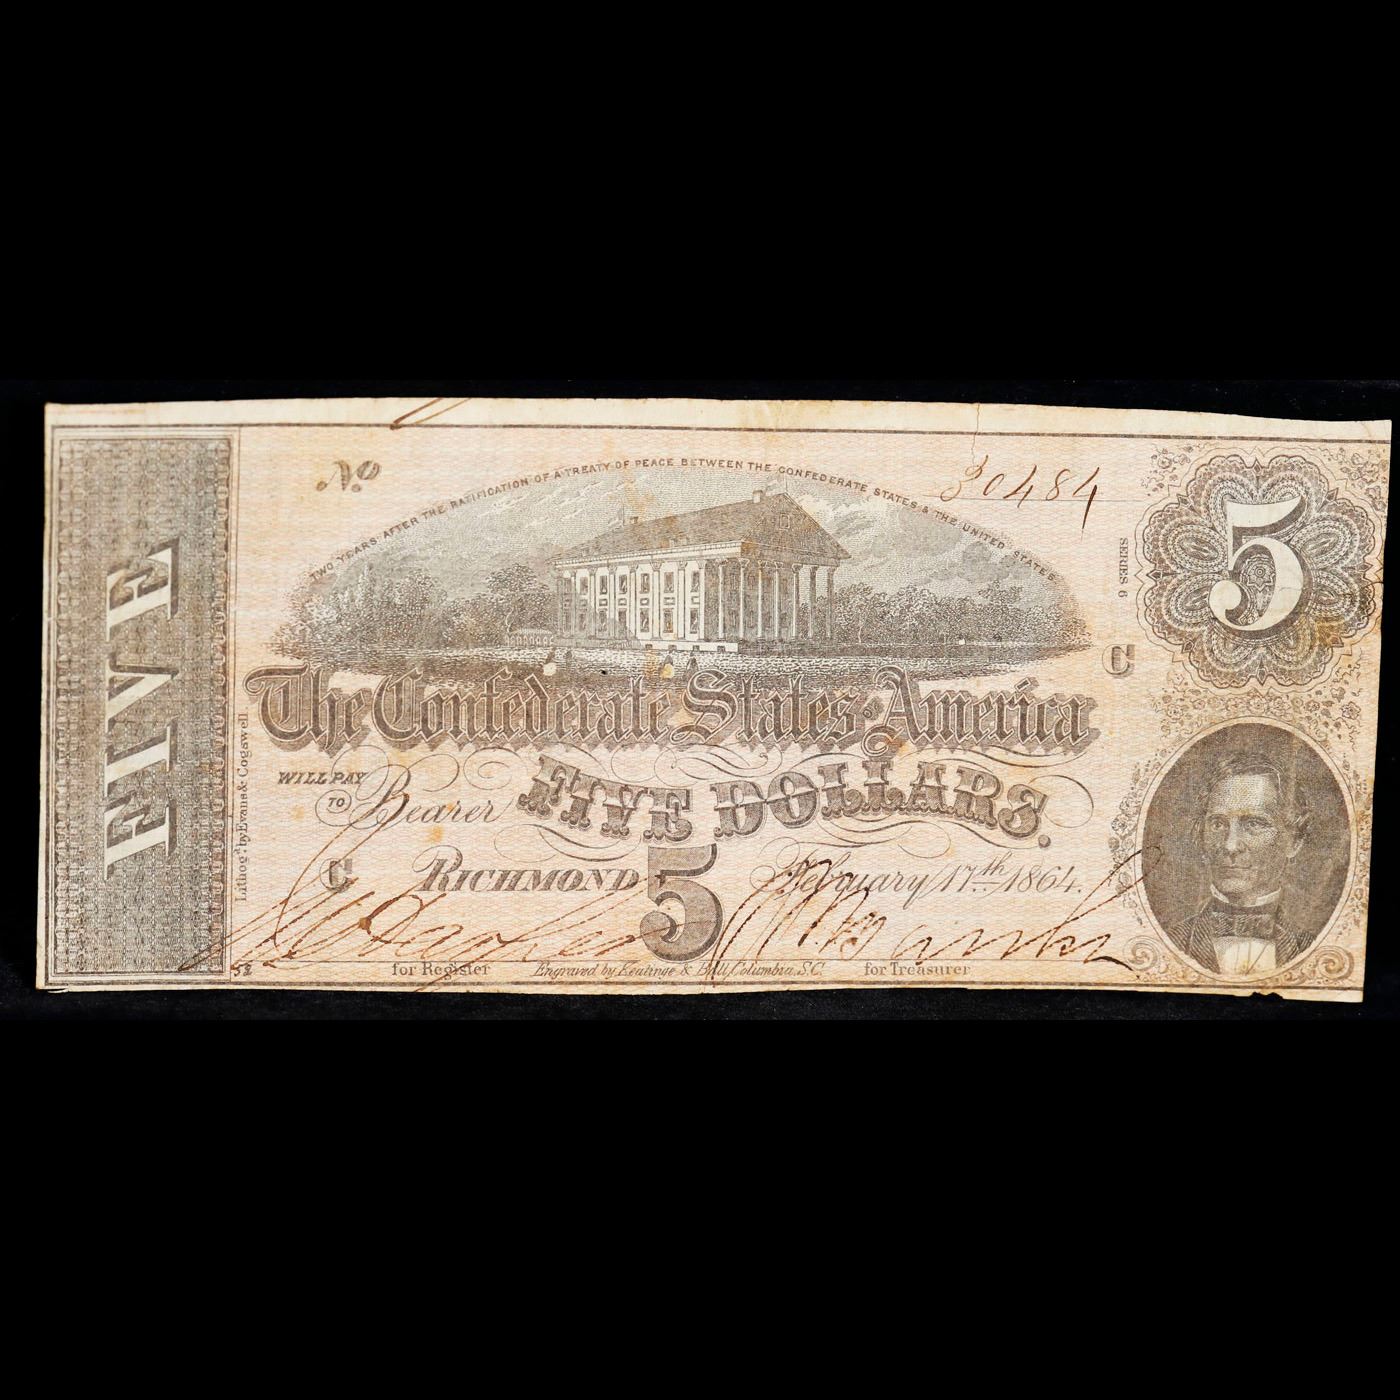 No
30484
TWO YEARS AFTER THE RATIFICATION OF A TREATY OF PEACE BETWEEN THE CONFEDERATE STATES & THE UNITED STATES
5
SERIES 6
C
FIVE
The Confederate States of America
WILL PAY
TO Bearer FIVE DOLLARS.
Lithog'd by Evans & Cogswell
C
RICHMOND 5 February 17th 1864.
for Register Engraved by Keatinge & Ball, Columbia, S.C. for Treasurer